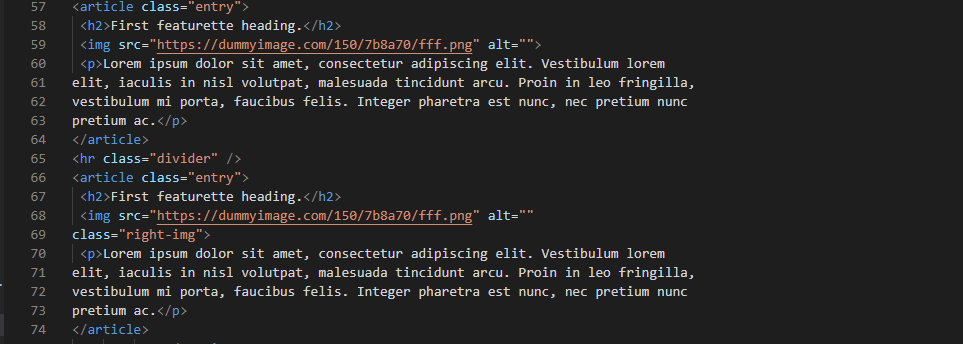 57 <article class="entry">
58 <h2>First featurette heading.</h2>
59 <img src="https://dummyimage.com/150/7b8a70/fff.png" alt="">
60 <p>Lorem ipsum dolor sit amet, consectetur adipiscing elit. Vestibulum lorem
61 elit, iaculis in nisl volutpat, malesuada tincidunt arcu. Proin in leo fringilla,
62 vestibulum mi porta, faucibus felis. Integer pharetra est nunc, nec pretium nunc
63 pretium ac.</p>
64 </article>
65 <hr class="divider" />
66 <article class="entry">
67 <h2>First featurette heading.</h2>
68 <img src="https://dummyimage.com/150/7b8a70/fff.png" alt=""
69 class="right-img">
70 <p>Lorem ipsum dolor sit amet, consectetur adipiscing elit. Vestibulum lorem
71 elit, iaculis in nisl volutpat, malesuada tincidunt arcu. Proin in leo fringilla,
72 vestibulum mi porta, faucibus felis. Integer pharetra est nunc, nec pretium nunc
73 pretium ac.</p>
74 </article>